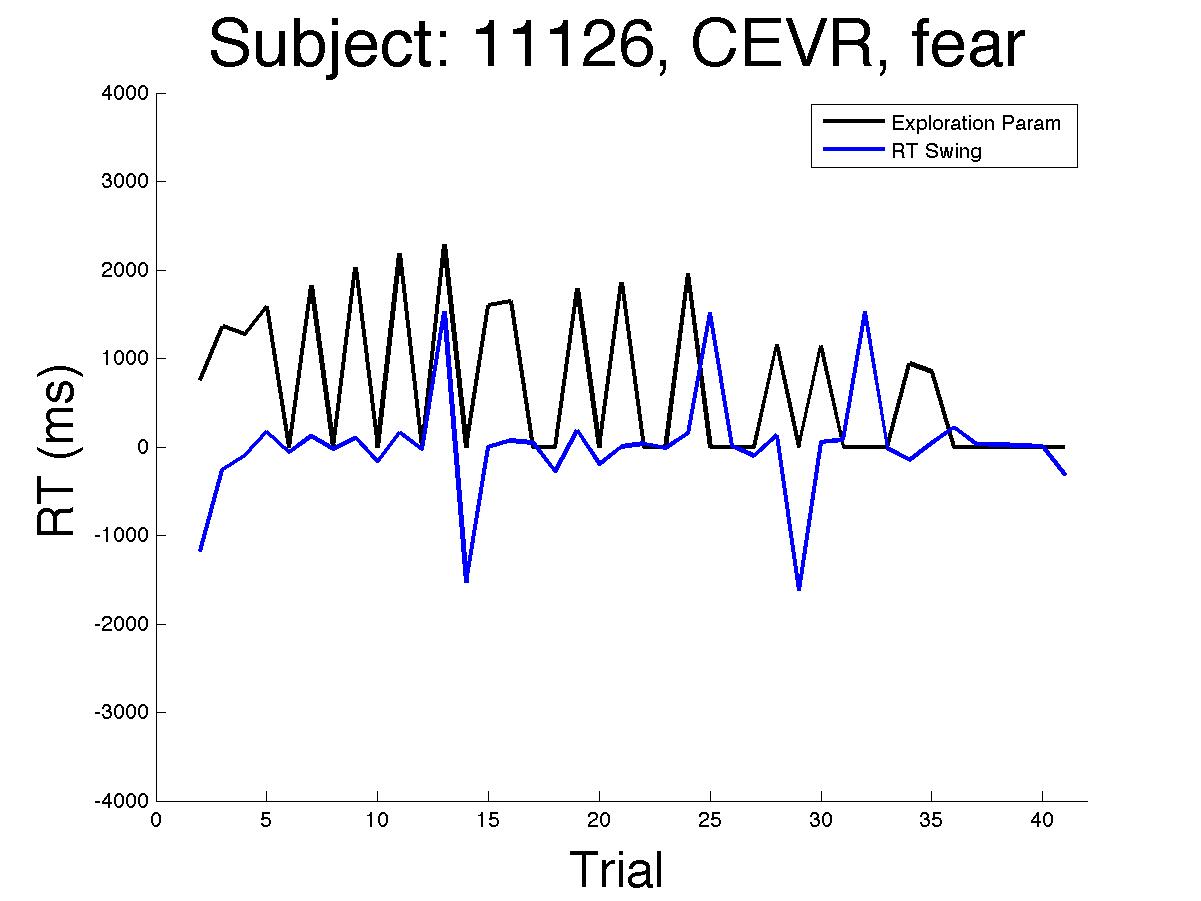 Subject: 11126, CEVR, fear
4000
3000
2000
1000
0
-1000
-2000
-3000
-4000
RT (ms)
Exploration Param
RT Swing
0 5 10 15 20 25 30 35 40
Trial